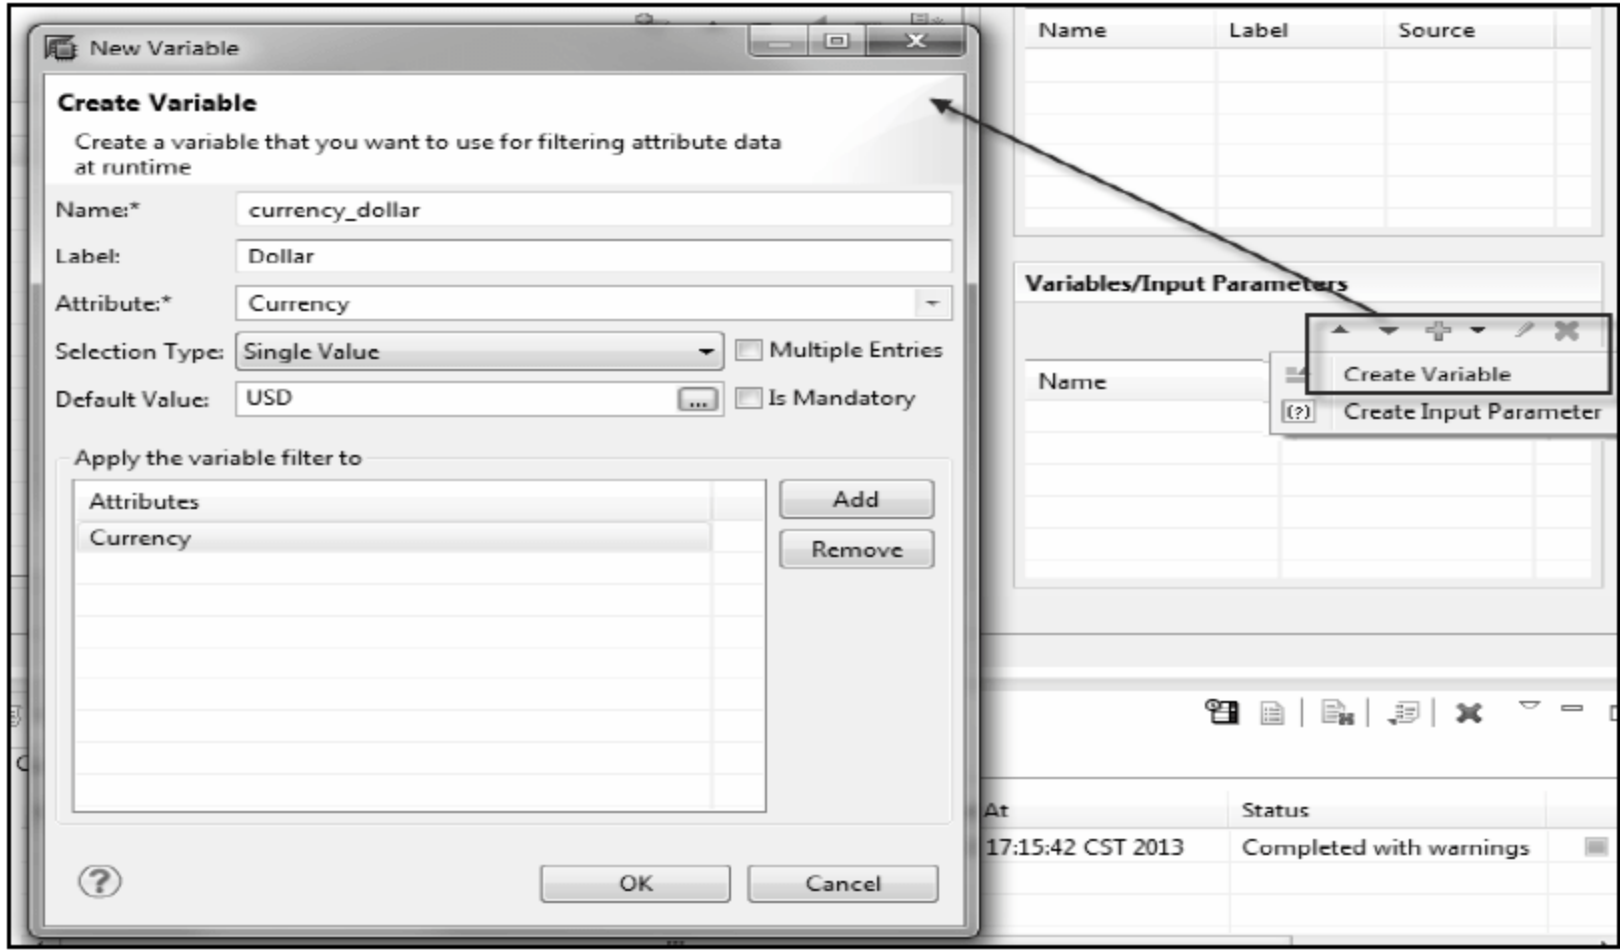 New Variable
Create Variable
Create a variable that you want to use for filtering attribute data
at runtime
Name:* currency_dollar
Label: Dollar
Attribute:* Currency
Selection Type: Single Value Multiple Entries
Default Value: USD ... Is Mandatory
Apply the variable filter to
Attributes
Currency
Add
Remove
OK Cancel
Name Label Source
Variables/Input Parameters
Name
Create Variable
(?) Create Input Parameter
At Status
17:15:42 CST 2013 Completed with warnings